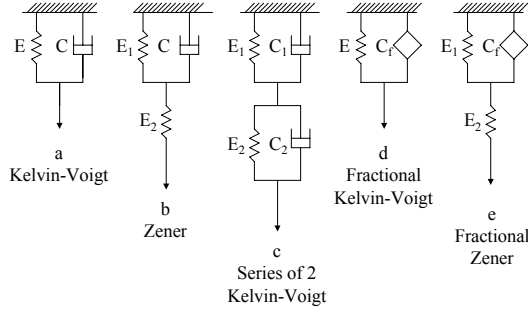 E C
a
Kelvin-Voigt
E1 C
E2
b
Zener
E1 C1
E2 C2
c
Series of 2
Kelvin-Voigt
E Cf
d
Fractional
Kelvin-Voigt
E1 Cf
E2
e
Fractional
Zener